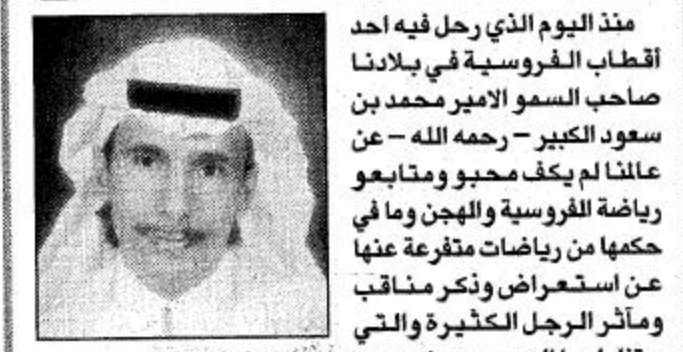 منذ اليوم الذي رحل فيه احد
أقطاب الفروسية في بلادنا
صاحب السمو الامير محمد بن
سعود الكبير – رحمه الله – عن
عالمنا لم يكف محبو ومتابعو
رياضة الفروسية والهجن وما في
حكمها من رياضات متفرعة عنها
عن استعراض وذكر مناقب
ومآثر الرجل الكثيرة والتي